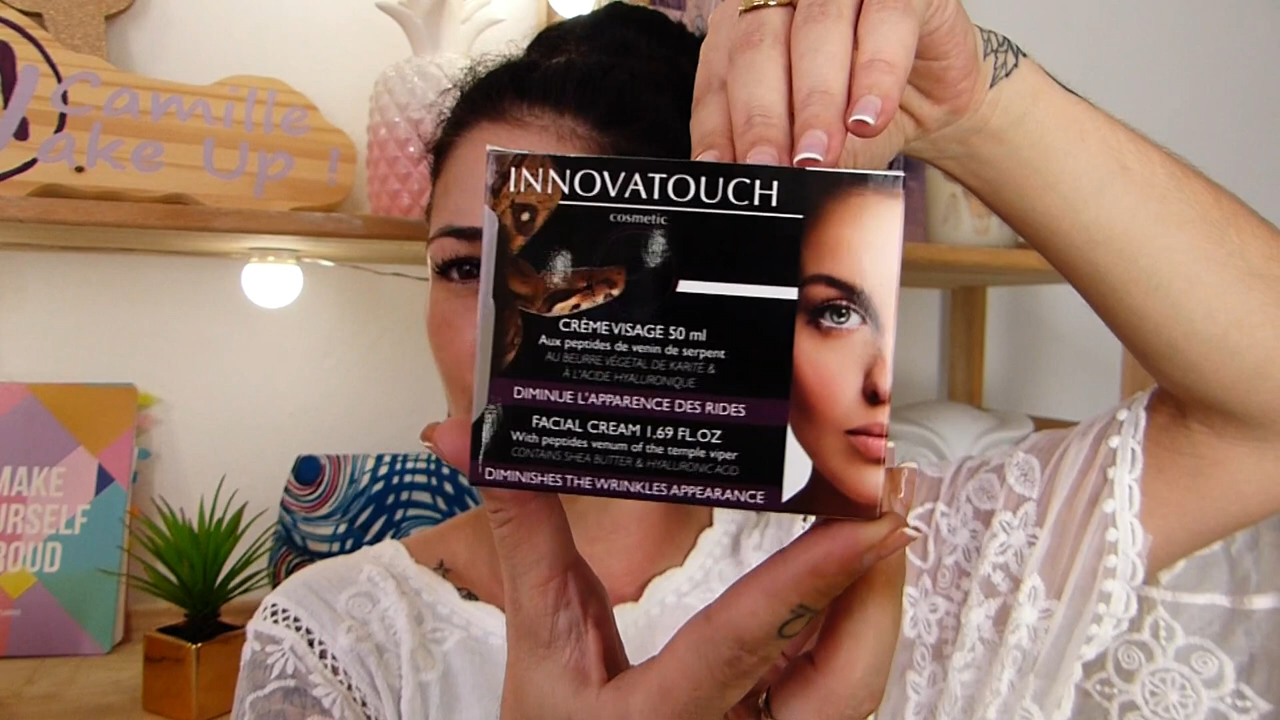 Camille
ake Up !
INNOVATOUCH
cosmetic
CRÈME VISAGE 50 ml
Aux peptides de venin de serpent
AU BEURRE VÉGÉTAL DE KARITÉ &
À L'ACIDE HYALURONIQUE
DIMINUE L'APPARENCE DES RIDES
FACIAL CREAM 1,69 FL.OZ
With peptides venum of the temple viper
CONTAINS SHEA BUTTER & HYALURONIC ACID
DIMINISHES THE WRINKLES APPEARANCE
MAKE
URSELF
ROUD